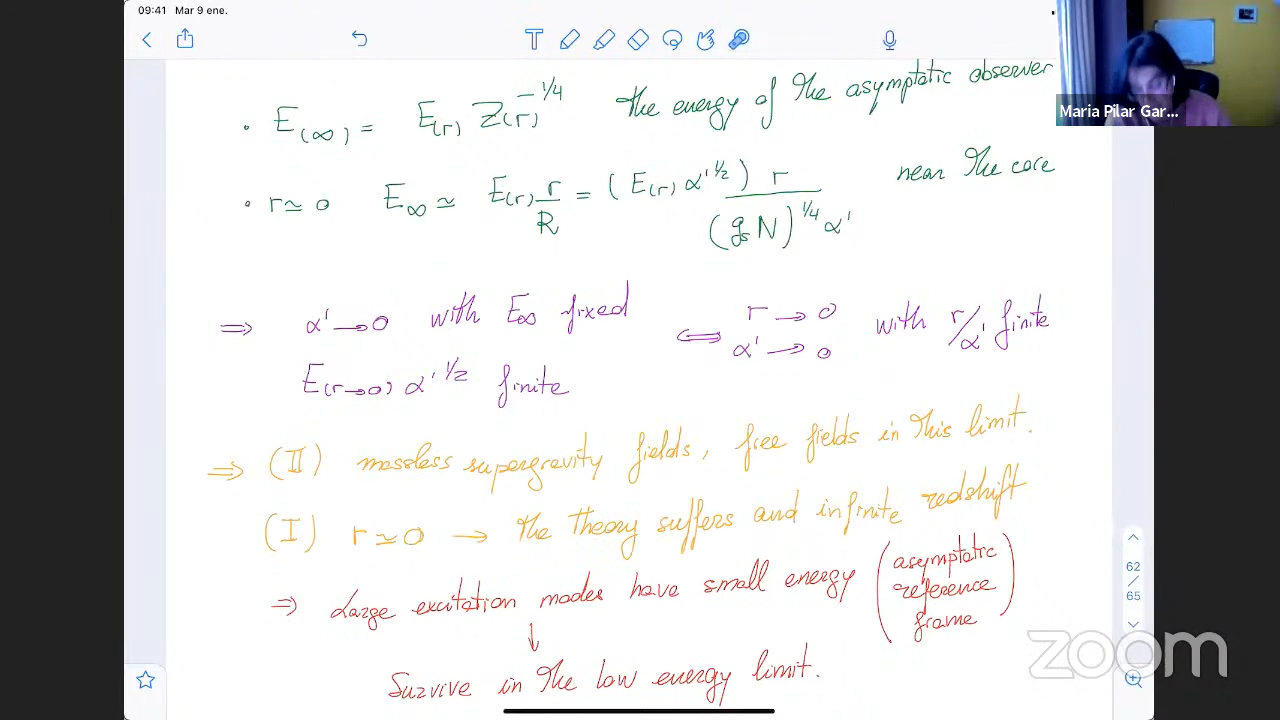 09:41 Mar 9 ene.
Maria Pilar Gar...
• E(∞) = E(r) Z(r)^-1/4 the energy of the asymptotic observer
• r ≃ 0 E∞ ≃ E(r) r/R = (E(r) α'^1/2) r/((gsN)^1/4 α') near the core
⇒ α' → 0 with E∞ fixed ⟺ r → 0 with r/α' finite
α' → 0
E(r→0) α'^1/2 finite
⇒ (II) massless supergravity fields, free fields in this limit.
(I) r ≃ 0 → the theory suffers and infinite redshift
⇒ Large excitation modes have small energy (asymptotic
reference
frame)
↓
Survive in the low energy limit.
62
/
65
zoom